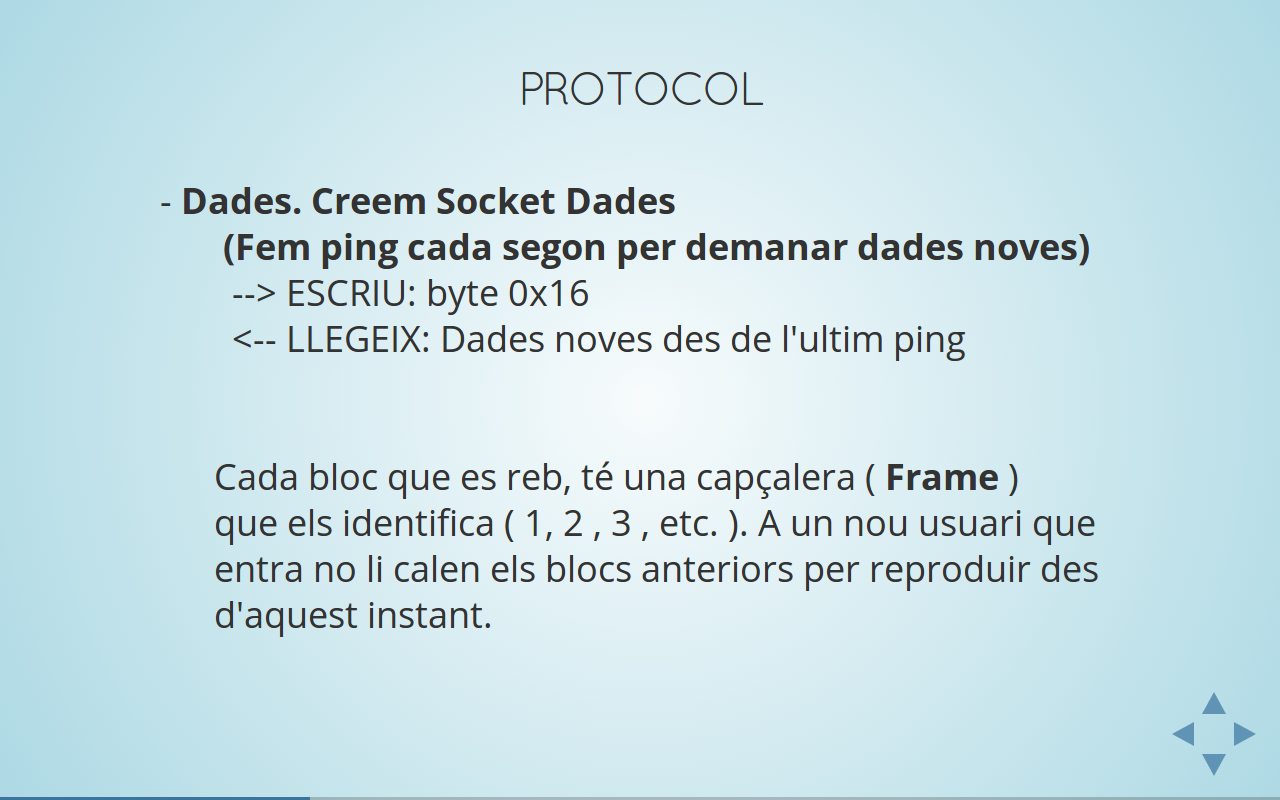 PROTOCOL
- Dades. Creem Socket Dades
(Fem ping cada segon per demanar dades noves)
--> ESCRIU: byte 0x16
<-- LLEGEIX: Dades noves des de l'ultim ping
Cada bloc que es reb, té una capçalera ( Frame )
que els identifica ( 1, 2 , 3 , etc. ). A un nou usuari que
entra no li calen els blocs anteriors per reproduir des
d'aquest instant.